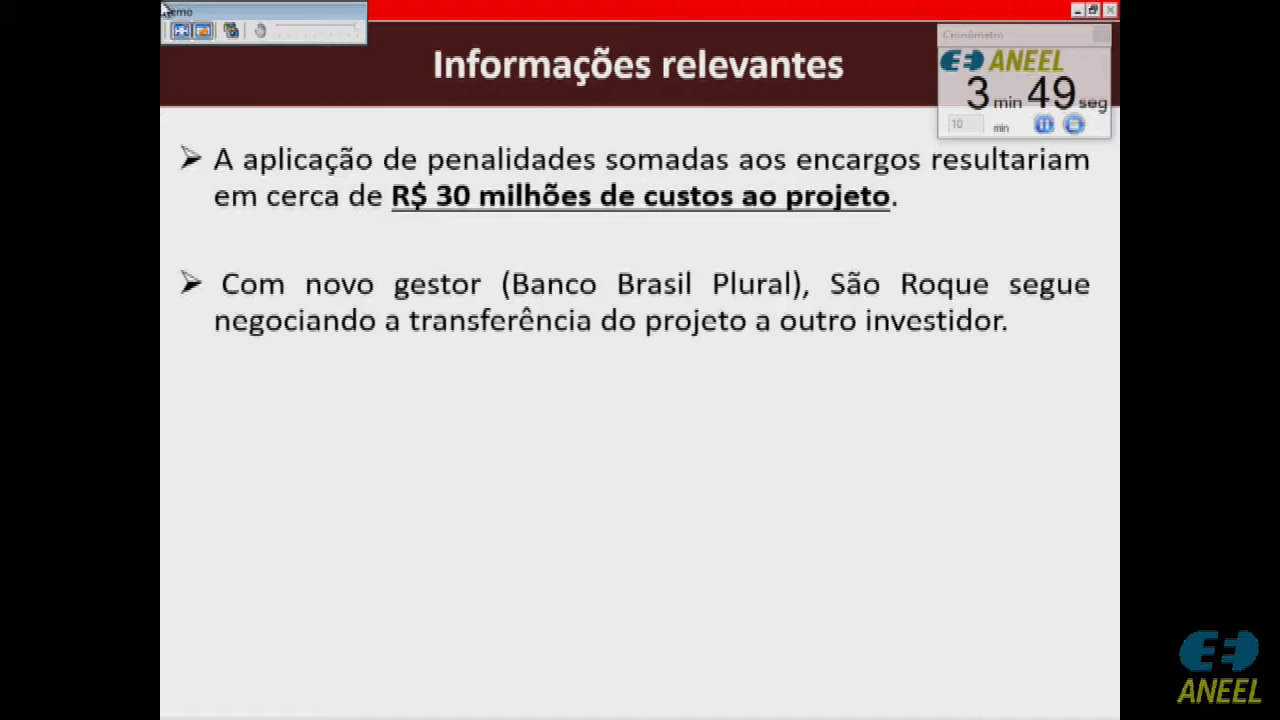 emo
Informações relevantes
Cronômetro
ANEEL
3 min 49 seg
10 min
➢ A aplicação de penalidades somadas aos encargos resultariam
em cerca de R$ 30 milhões de custos ao projeto.
➢ Com novo gestor (Banco Brasil Plural), São Roque segue
negociando a transferência do projeto a outro investidor.
ANEEL